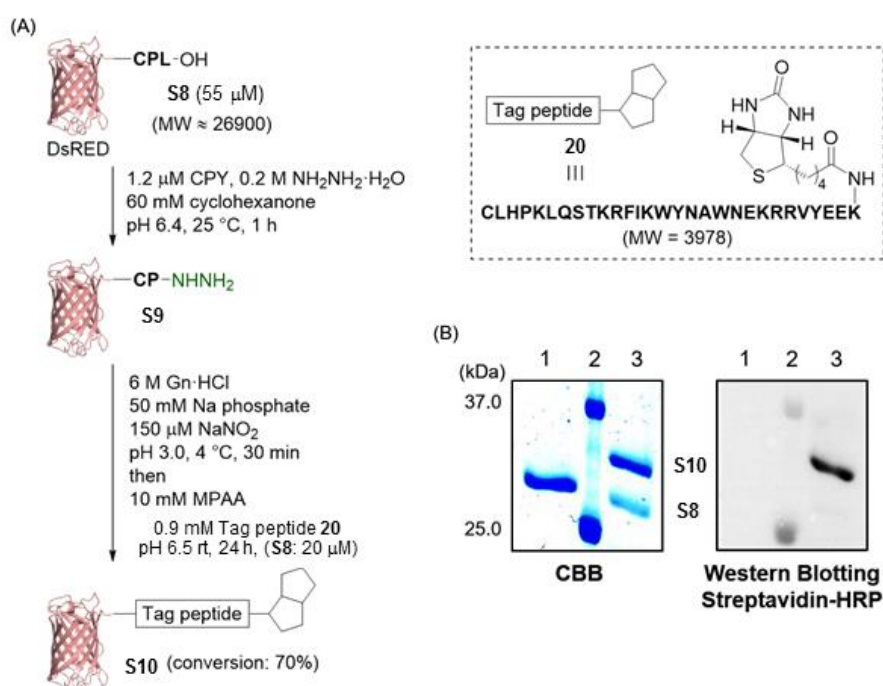 (A)
CPL-OH
S8 (55 μM)
(MW ≈ 26900)
DsRED
1.2 μM CPY, 0.2 M NH2NH2·H2O
60 mM cyclohexanone
pH 6.4, 25 °C, 1 h
CP-NHNH2
S9
6 M Gn·HCl
50 mM Na phosphate
150 μM NaNO2
pH 3.0, 4 °C, 30 min
then
10 mM MPAA
0.9 mM Tag peptide 20
pH 6.5 rt, 24 h, (S8: 20 μM)
Tag peptide
S10 (conversion: 70%)
Tag peptide
20
O
HN
NH
H
H
S
O
4
NH
CLHPKLQSTKRFIKWYNAWNEKRRVYEEK
(MW = 3978)
(B)
1 2 3
1 2 3
(kDa)
37.0
25.0
S10
S8
CBB
Western Blotting
Streptavidin-HRP